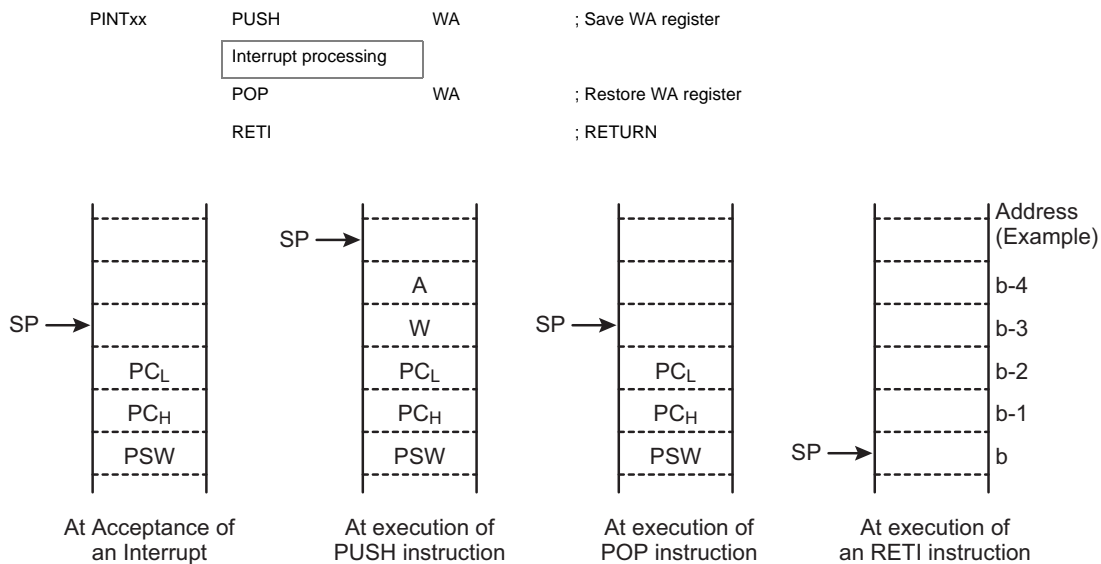 PINTxx PUSH WA ; Save WA register
Interrupt processing
POP WA ; Restore WA register
RETI ; RETURN
Address
(Example)
SP
A b-4
SP W SP b-3
PCL PCL PCL b-2
PCH PCH PCH b-1
PSW PSW PSW SP b
At Acceptance of At execution of At execution of At execution of
an Interrupt PUSH instruction POP instruction an RETI instruction